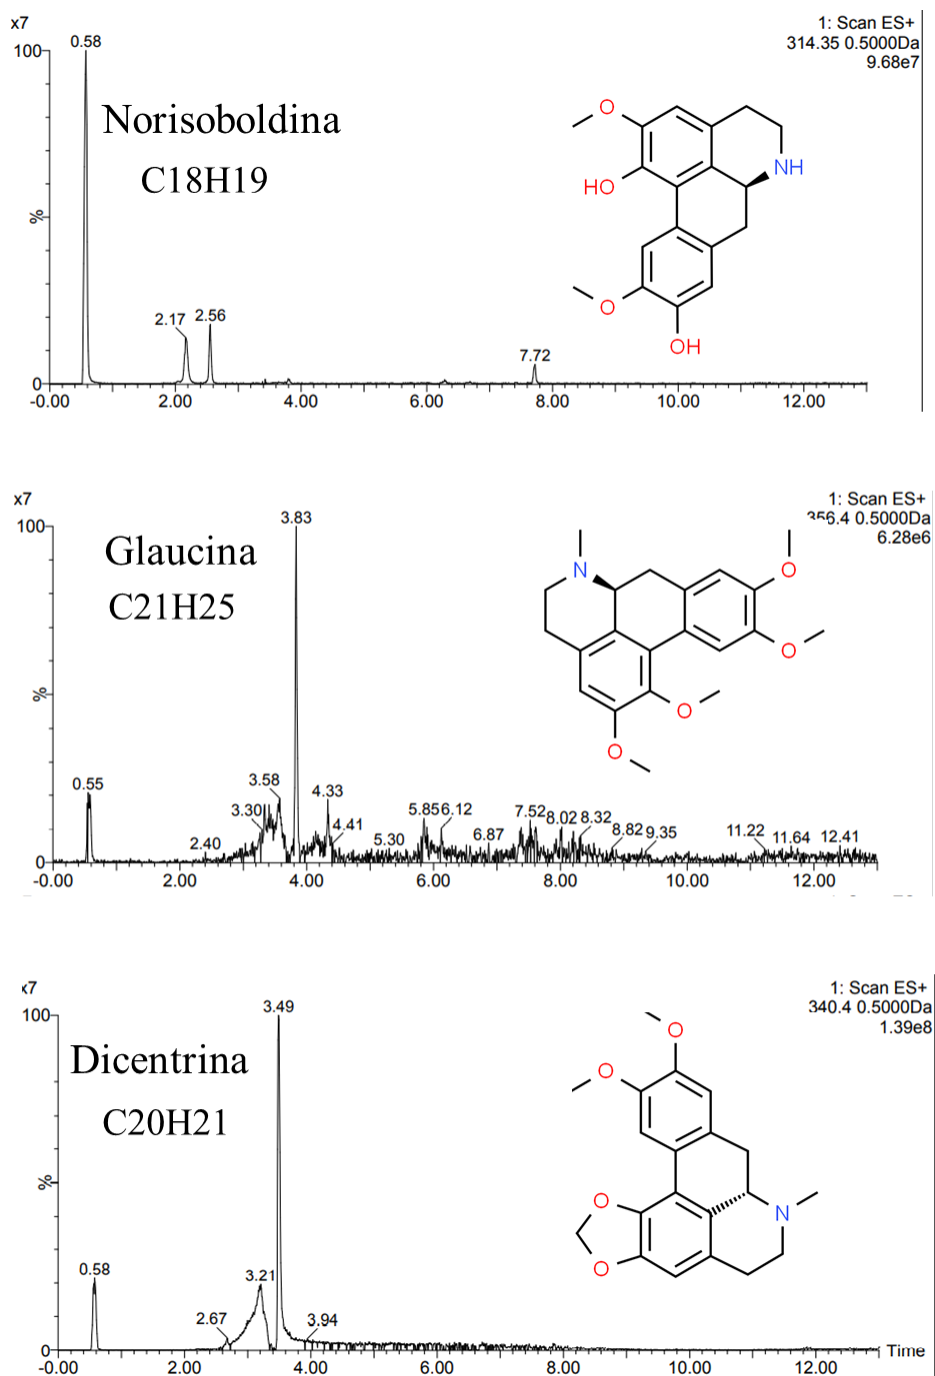 x7
1: Scan ES+
314.35 0.5000Da
9.68e7
100
0.58
Norisoboldina
C18H19
%
2.17
2.56
7.72
0
-0.00
2.00
4.00
6.00
8.00
10.00
12.00
O
HO
NH
O
OH
x7
1: Scan ES+
356.4 0.5000Da
6.28e6
100
3.83
Glaucina
C21H25
%
0.55
2.40
3.30
3.58
4.33
4.41
5.30
5.85
6.12
6.87
7.52
8.02
8.32
8.82
9.35
11.22
11.64
12.41
0
-0.00
2.00
4.00
6.00
8.00
10.00
12.00
N
O
O
O
O
x7
1: Scan ES+
340.4 0.5000Da
1.39e8
100
3.49
Dicentrina
C20H21
%
0.58
2.67
3.21
3.94
0
Time
-0.00
2.00
4.00
6.00
8.00
10.00
12.00
14.00
O
O
O
O
N